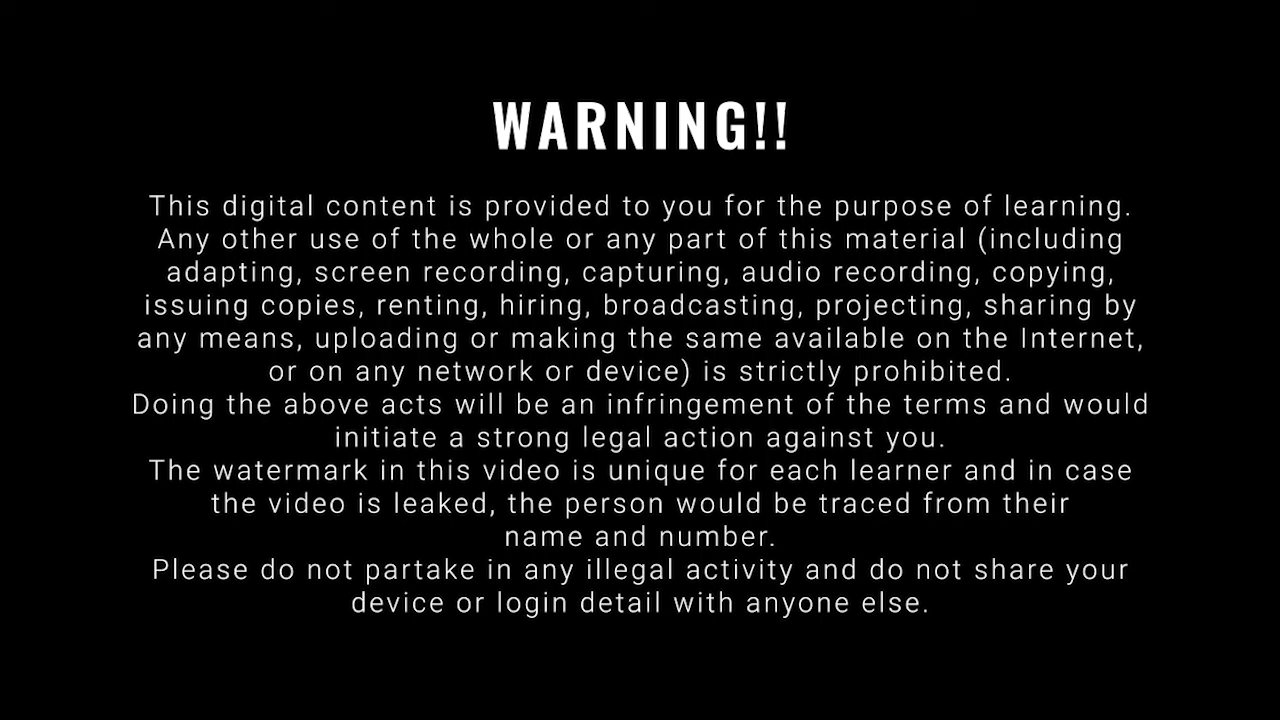 WARNING!!
This digital content is provided to you for the purpose of learning.
Any other use of the whole or any part of this material (including
adapting, screen recording, capturing, audio recording, copying,
issuing copies, renting, hiring, broadcasting, projecting, sharing by
any means, uploading or making the same available on the Internet,
or on any network or device) is strictly prohibited.
Doing the above acts will be an infringement of the terms and would
initiate a strong legal action against you.
The watermark in this video is unique for each learner and in case
the video is leaked, the person would be traced from their
name and number.
Please do not partake in any illegal activity and do not share your
device or login detail with anyone else.